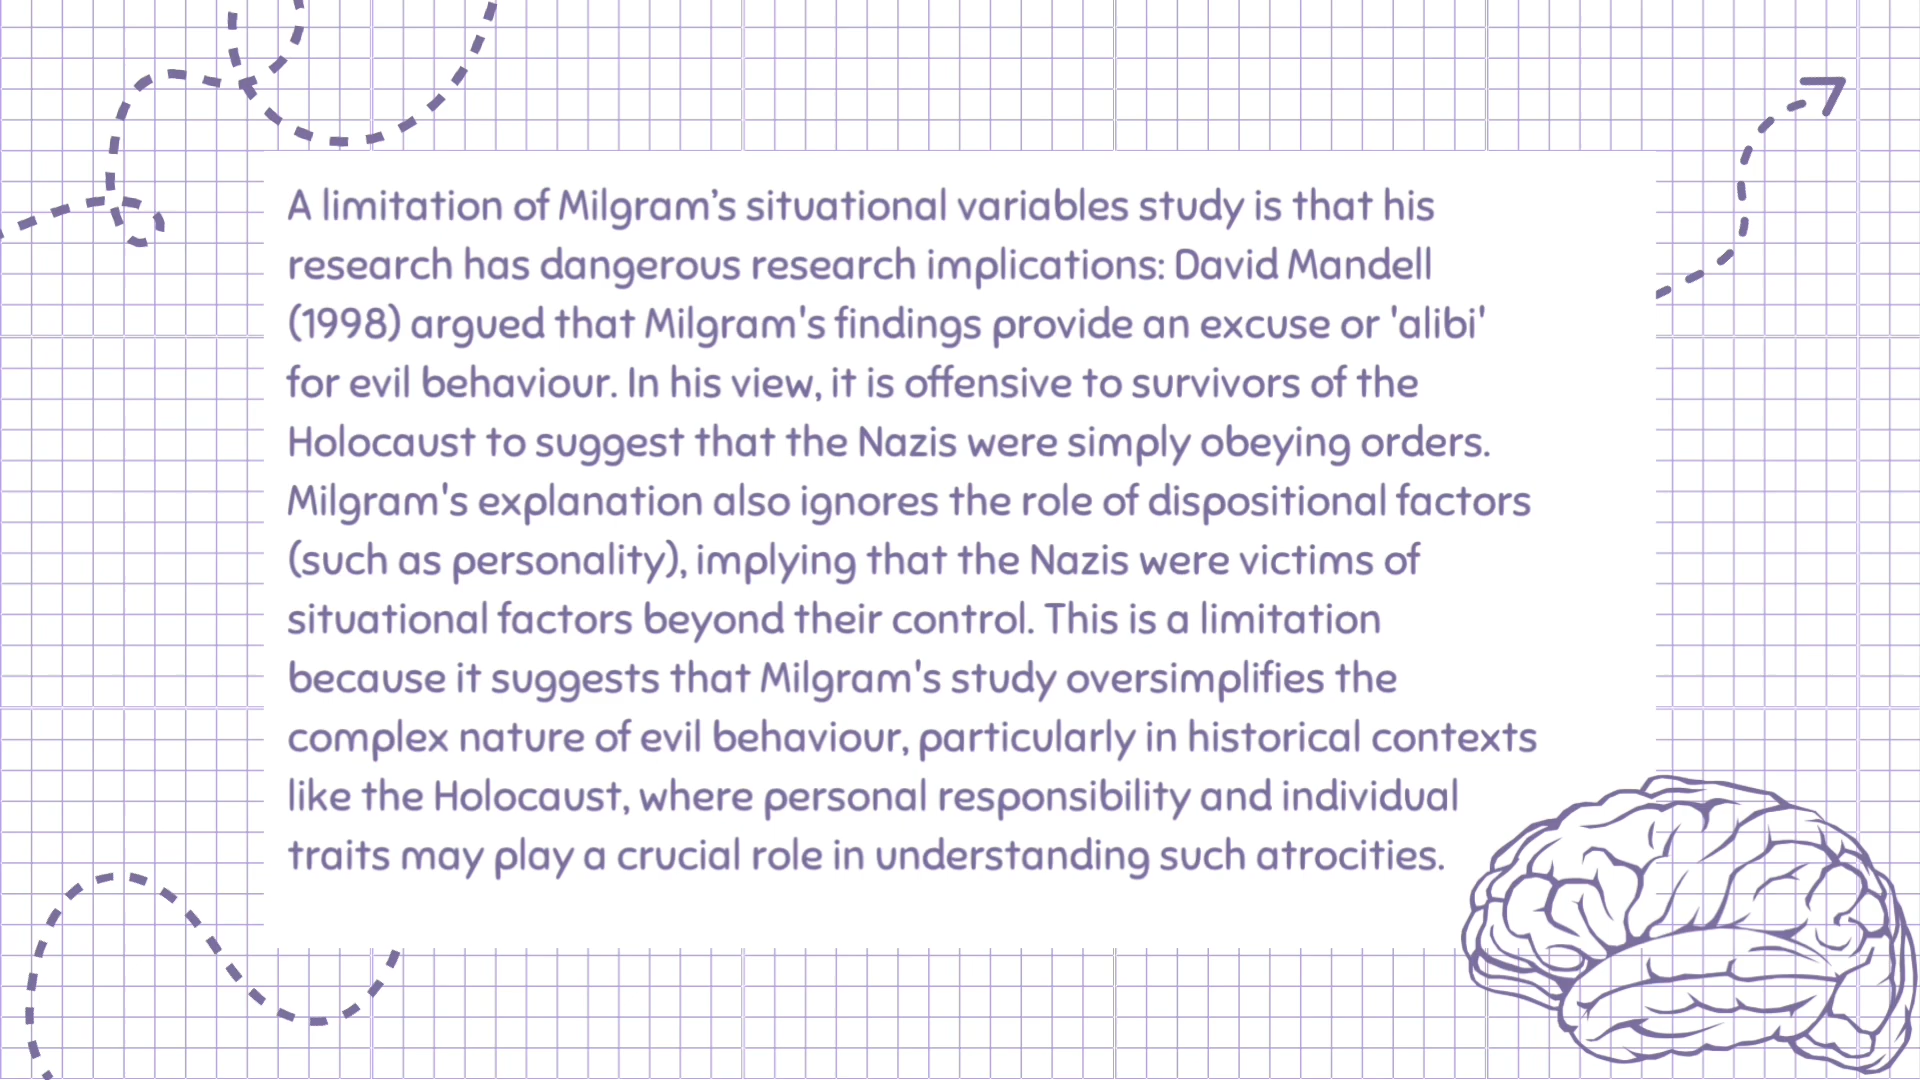 A limitation of Milgram’s situational variables study is that his
research has dangerous research implications: David Mandell
(1998) argued that Milgram's findings provide an excuse or 'alibi'
for evil behaviour. In his view, it is offensive to survivors of the
Holocaust to suggest that the Nazis were simply obeying orders.
Milgram's explanation also ignores the role of dispositional factors
(such as personality), implying that the Nazis were victims of
situational factors beyond their control. This is a limitation
because it suggests that Milgram's study oversimplifies the
complex nature of evil behaviour, particularly in historical contexts
like the Holocaust, where personal responsibility and individual
traits may play a crucial role in understanding such atrocities.